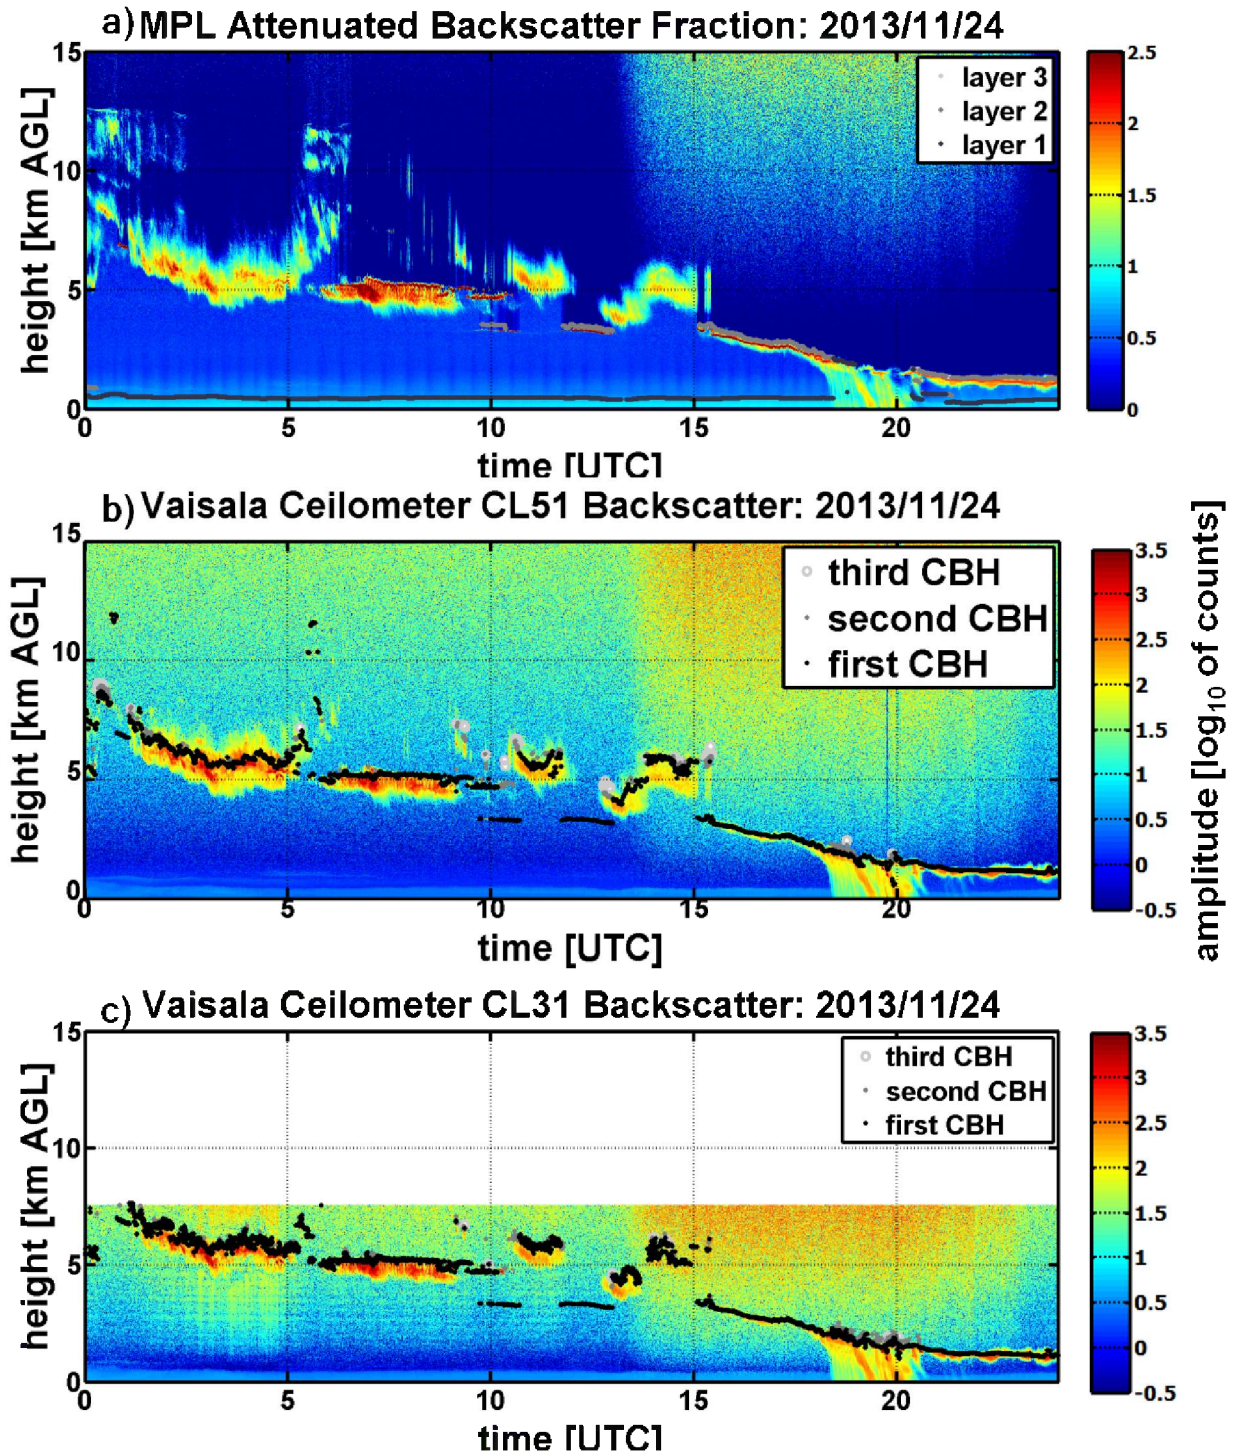 a) MPL Attenuated Backscatter Fraction: 2013/11/24
height [km AGL]
15
10
5
0
0 5 10 15 20
time [UTC]
layer 3
layer 2
layer 1
2.5
2
1.5
1
0.5
0
b) Vaisala Ceilometer CL51 Backscatter: 2013/11/24
height [km AGL]
15
10
5
0
0 5 10 15 20
time [UTC]
third CBH
second CBH
first CBH
3.5
3
2.5
2
1.5
1
0.5
0
-0.5
amplitude [log10 of counts]
c) Vaisala Ceilometer CL31 Backscatter: 2013/11/24
height [km AGL]
15
10
5
0
0 5 10 15 20
time [UTC]
third CBH
second CBH
first CBH
3.5
3
2.5
2
1.5
1
0.5
0
-0.5